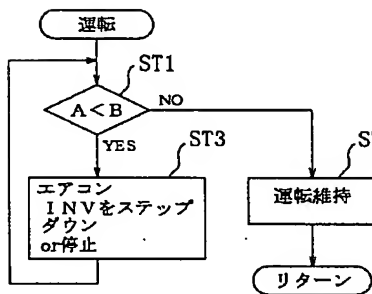 運転
ST1
A<B
NO
YES
ST3
エアコン
INVをステップ
ダウン
or停止
運転維持
リターン